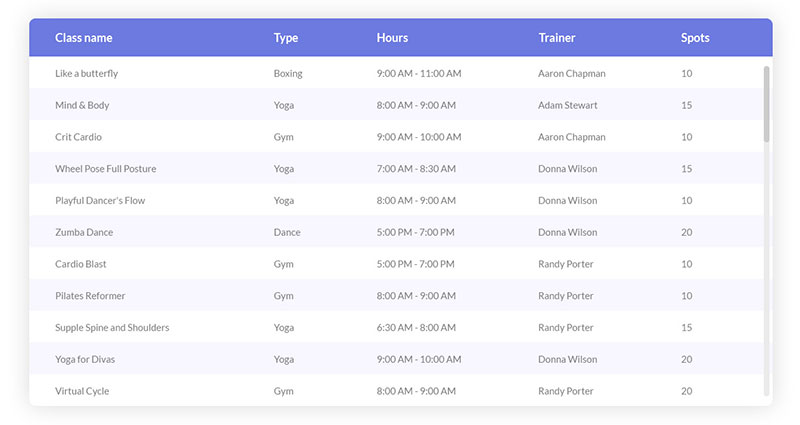 Class name Type Hours Trainer Spots
Like a butterfly Boxing 9:00 AM - 11:00 AM Aaron Chapman 10
Mind & Body Yoga 8:00 AM - 9:00 AM Adam Stewart 15
Crit Cardio Gym 9:00 AM - 10:00 AM Aaron Chapman 10
Wheel Pose Full Posture Yoga 7:00 AM - 8:30 AM Donna Wilson 15
Playful Dancer's Flow Yoga 8:00 AM - 9:00 AM Donna Wilson 10
Zumba Dance Dance 5:00 PM - 7:00 PM Donna Wilson 20
Cardio Blast Gym 5:00 PM - 7:00 PM Randy Porter 10
Pilates Reformer Gym 8:00 AM - 9:00 AM Randy Porter 10
Supple Spine and Shoulders Yoga 6:30 AM - 8:00 AM Randy Porter 15
Yoga for Divas Yoga 9:00 AM - 10:00 AM Donna Wilson 20
Virtual Cycle Gym 8:00 AM - 9:00 AM Randy Porter 20